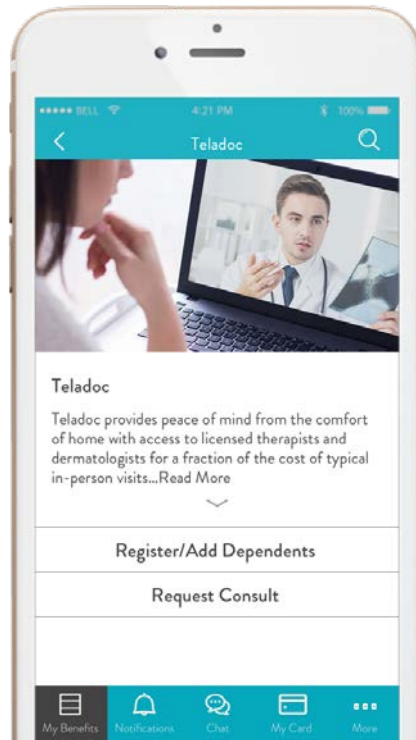 BELL 4:21 PM 100%
Teladoc
Teladoc
Teladoc provides peace of mind from the comfort
of home with access to licensed therapists and
dermatologists for a fraction of the cost of typical
in-person visits...Read More
Register/Add Dependents
Request Consult
My Benefits Notifications Chat My Card More